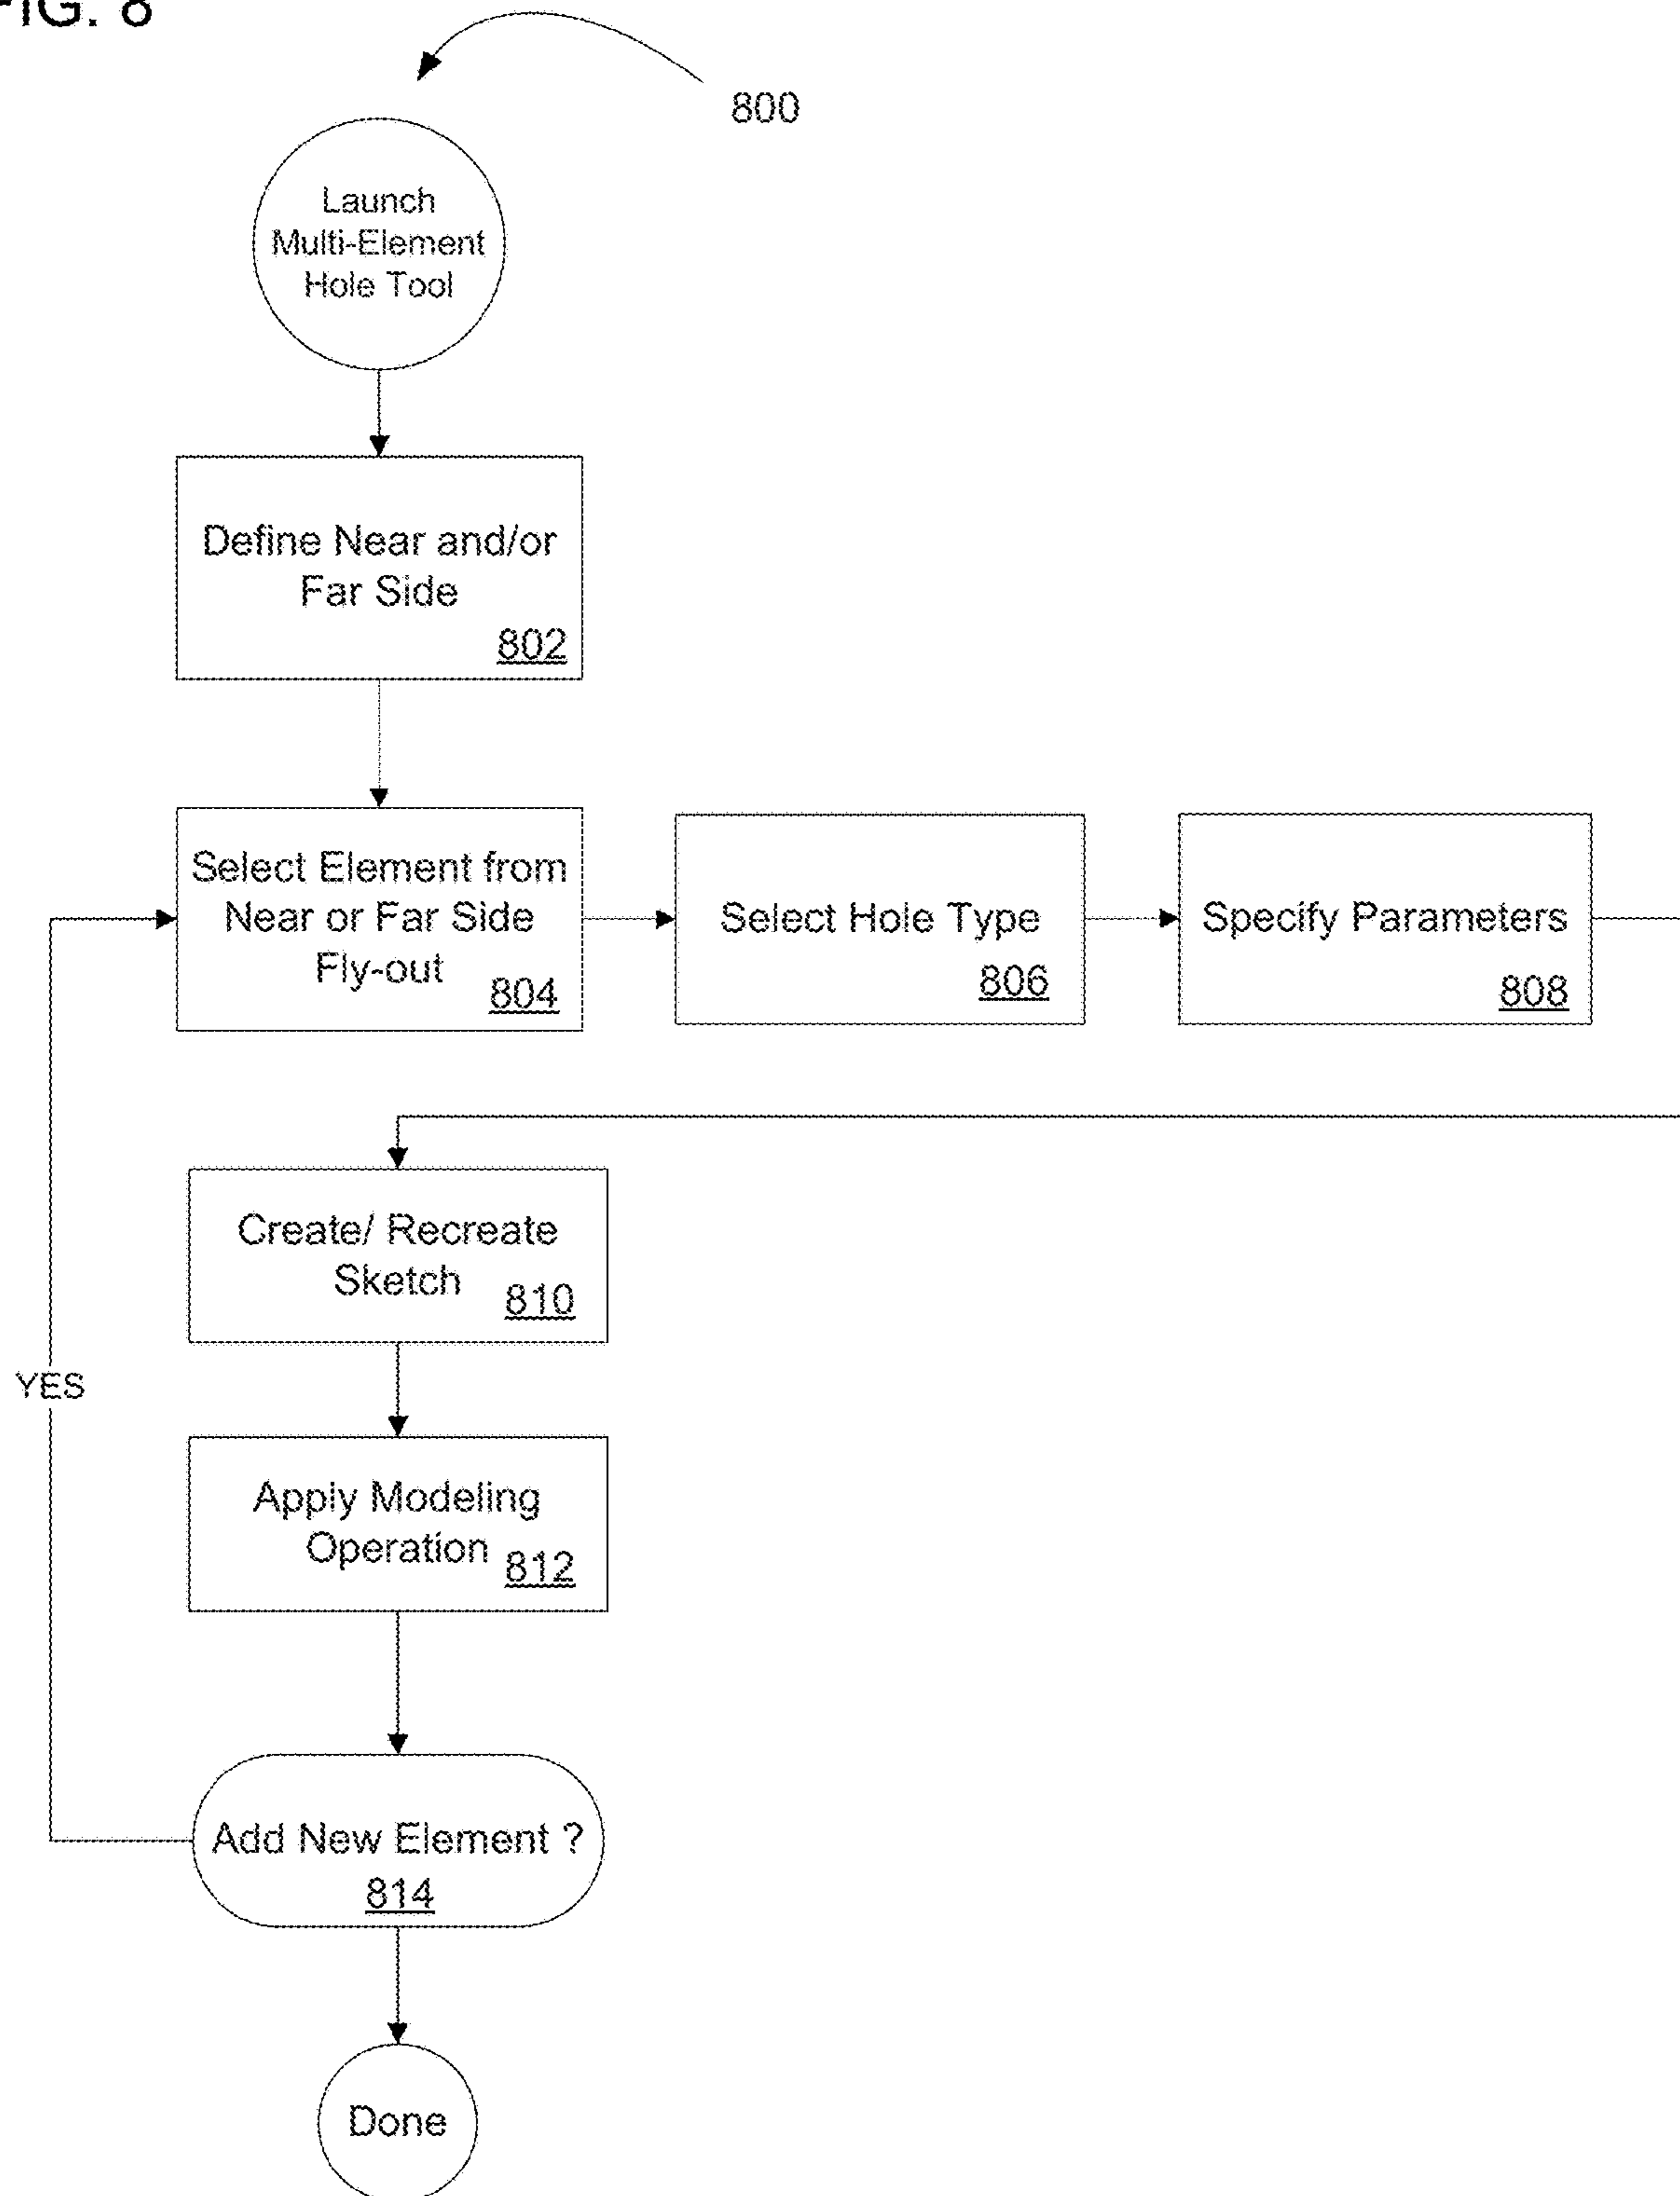 FIG. 8
800
Launch
Multi-Element
Hole Tool
Define Near and/or
Far Side
802
Select Element from
Near or Far Side
Fly-out
804
Select Hole Type
806
Specify Parameters
808
Create/ Recreate
Sketch
810
YES
Apply Modeling
Operation
812
Add New Element ?
814
Done